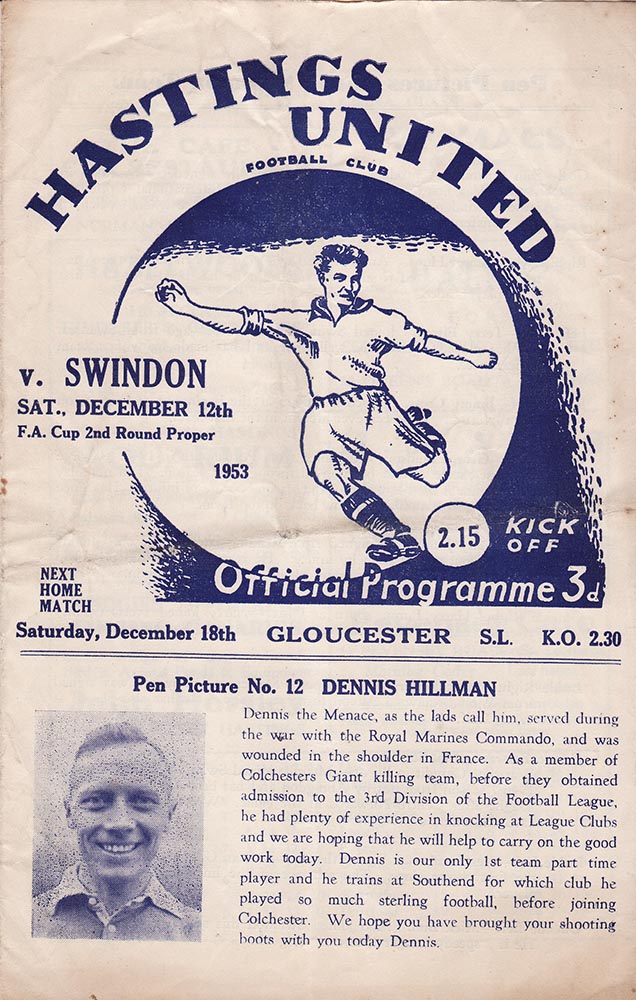 HASTINGS
UNITED
FOOTBALL CLUB
v. SWINDON
SAT., DECEMBER 12th
F.A. Cup 2nd Round Proper
1953
2.15
KICK
OFF
Official Programme 3d
NEXT
HOME
MATCH
Saturday, December 18th GLOUCESTER S.L. K.O. 2.30
Pen Picture No. 12 DENNIS HILLMAN
Dennis the Menace, as the lads call him, served during
the war with the Royal Marines Commando, and was
wounded in the shoulder in France. As a member of
Colchesters Giant killing team, before they obtained
admission to the 3rd Division of the Football League,
he had plenty of experience in knocking at League Clubs
and we are hoping that he will help to carry on the good
work today. Dennis is our only 1st team part time
player and he trains at Southend for which club he
played so much sterling football, before joining
Colchester. We hope you have brought your shooting
boots with you today Dennis.